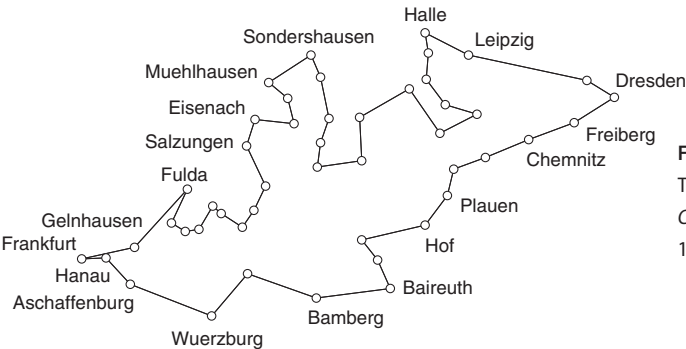 Halle
Sondershausen
Leipzig
Muehlhausen
Dresden
Eisenach
Freiberg
Salzungen
Chemnitz
F
Fulda
T
Plauen
C
Gelnhausen
Frankfurt
Hof
1
Hanau
Aschaffenburg
Baireuth
Bamberg
Wuerzburg